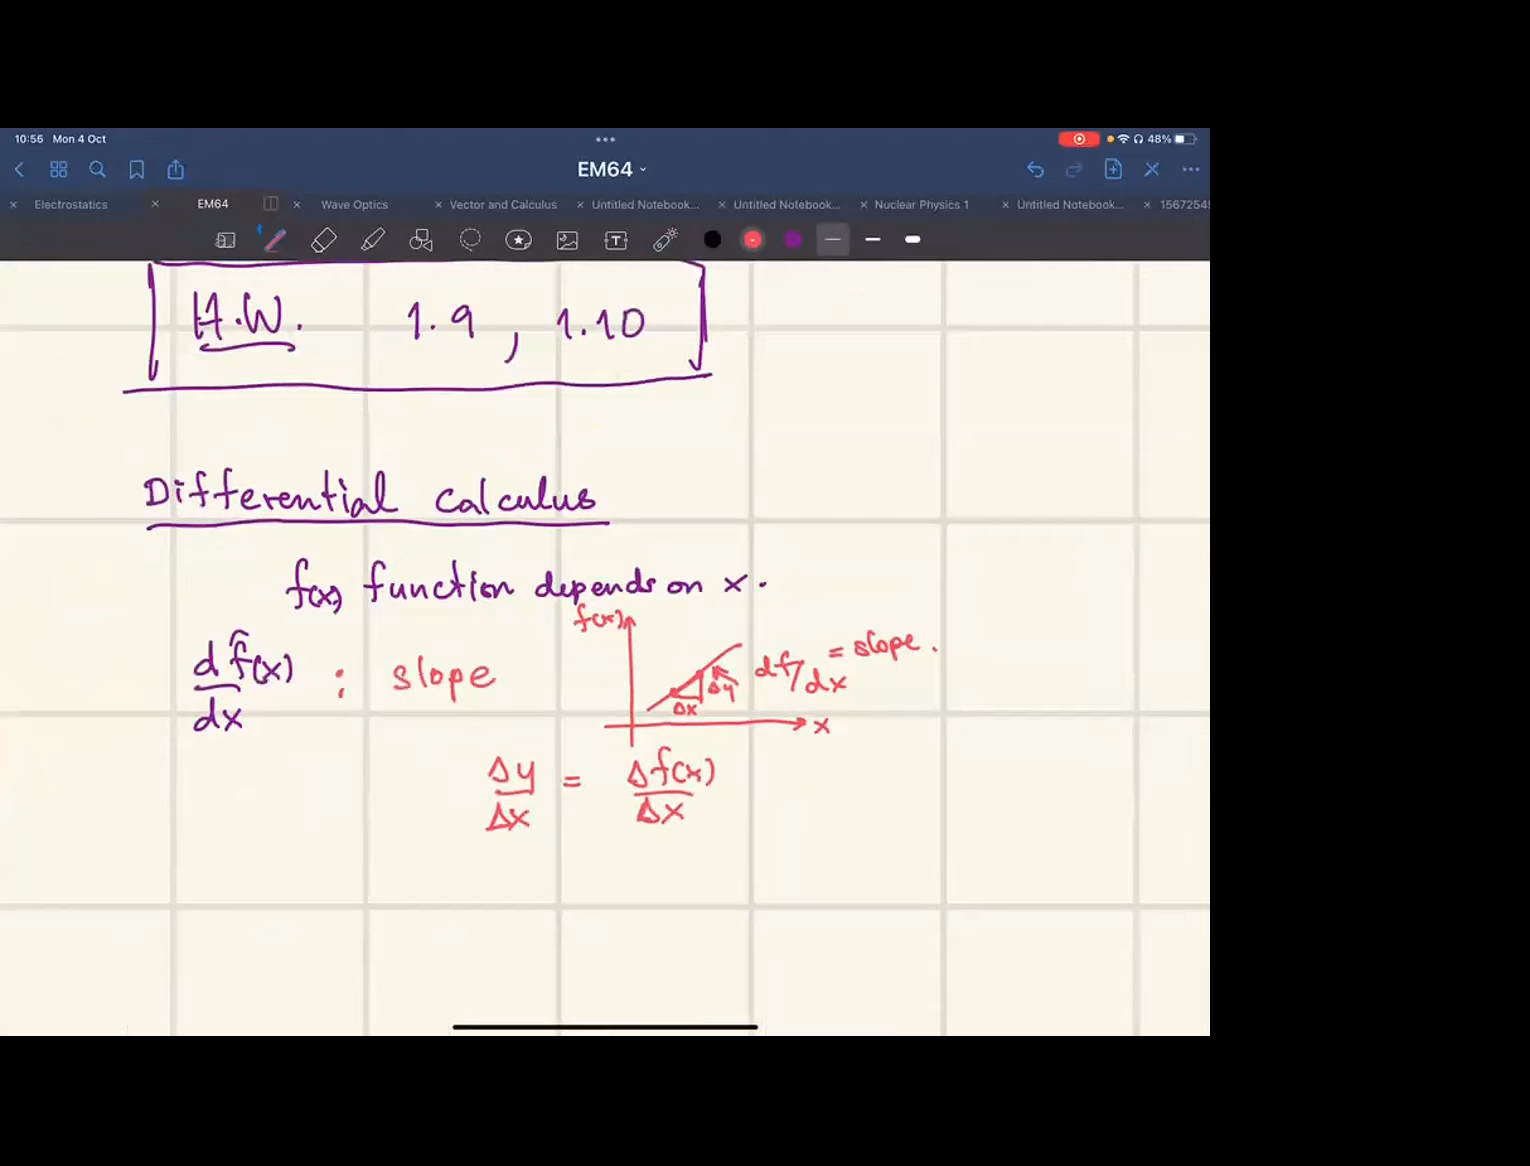 10:56 Mon 4 Oct
48%
EM64
Electrostatics
EM64
Wave Optics
Vector and Calculus
Untitled Notebook...
Untitled Notebook...
Nuclear Physics 1
Untitled Notebook...
1567254
H.W. 1.9 , 1.10
Differential Calculus
f(x) function depends on x.
f(x)
df(x)/dx : slope
Δx Δy df/dx = slope.
x
Δy/Δx = Δf(x)/Δx